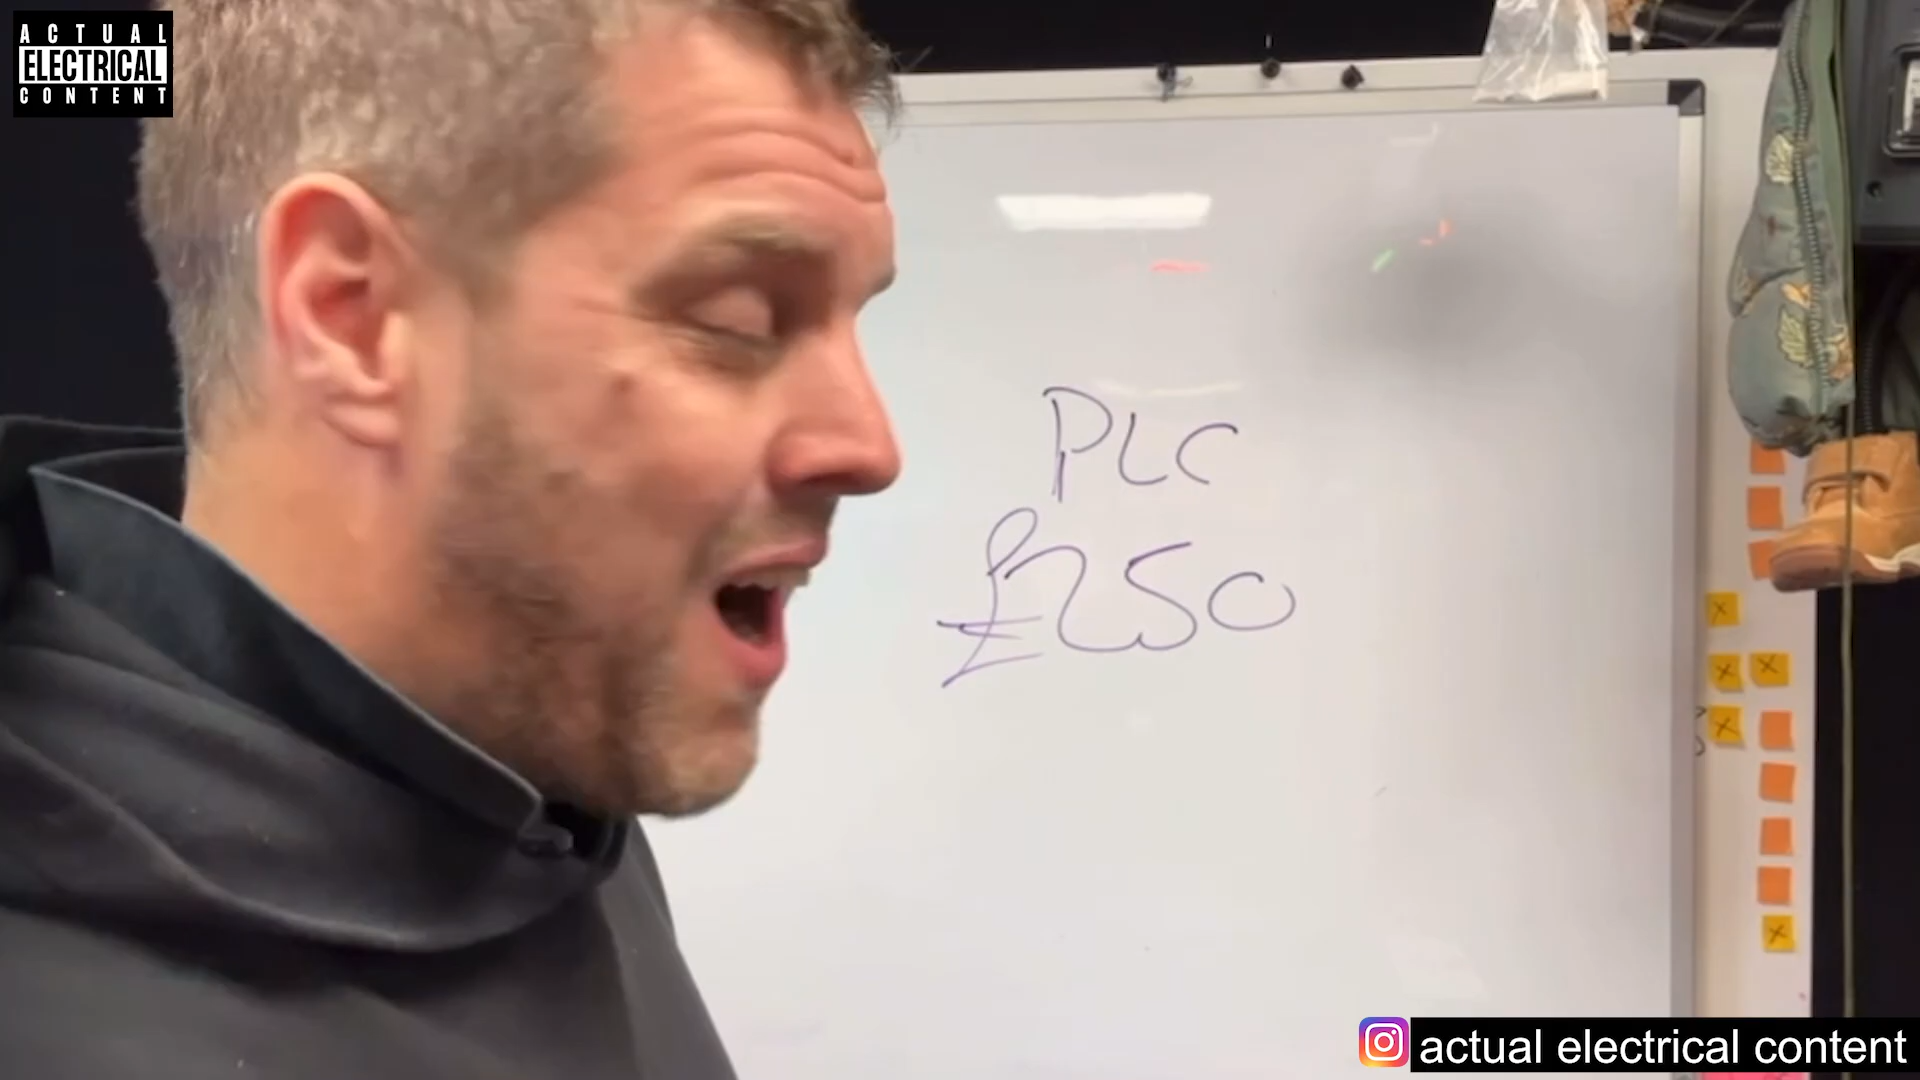 ACTUAL
ELECTRICAL
CONTENT
PLC
£250
X
X X
X
X
actual electrical content